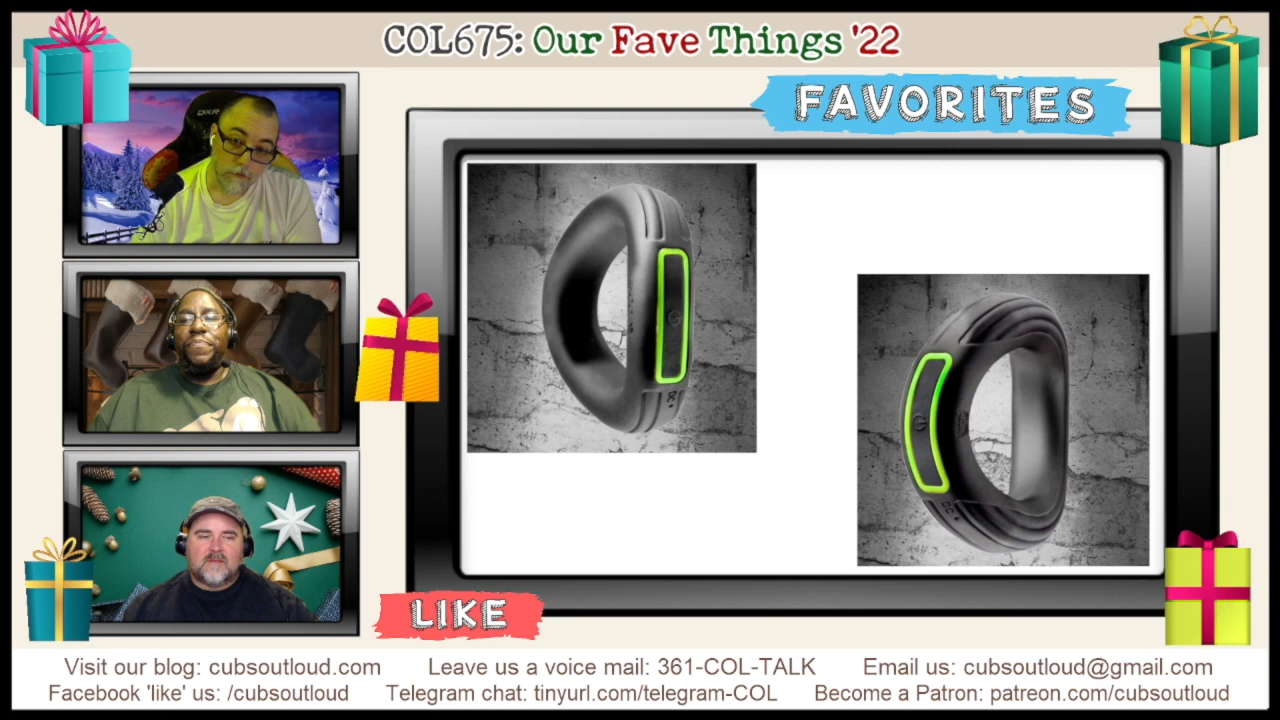 COL675: Our Fave Things '22
FAVORITES
LIKE
Visit our blog: cubsoutloud.com Leave us a voice mail: 361-COL-TALK Email us: cubsoutloud@gmail.com
Facebook 'like' us: /cubsoutloud Telegram chat: tinyurl.com/telegram-COL Become a Patron: patreon.com/cubsoutloud